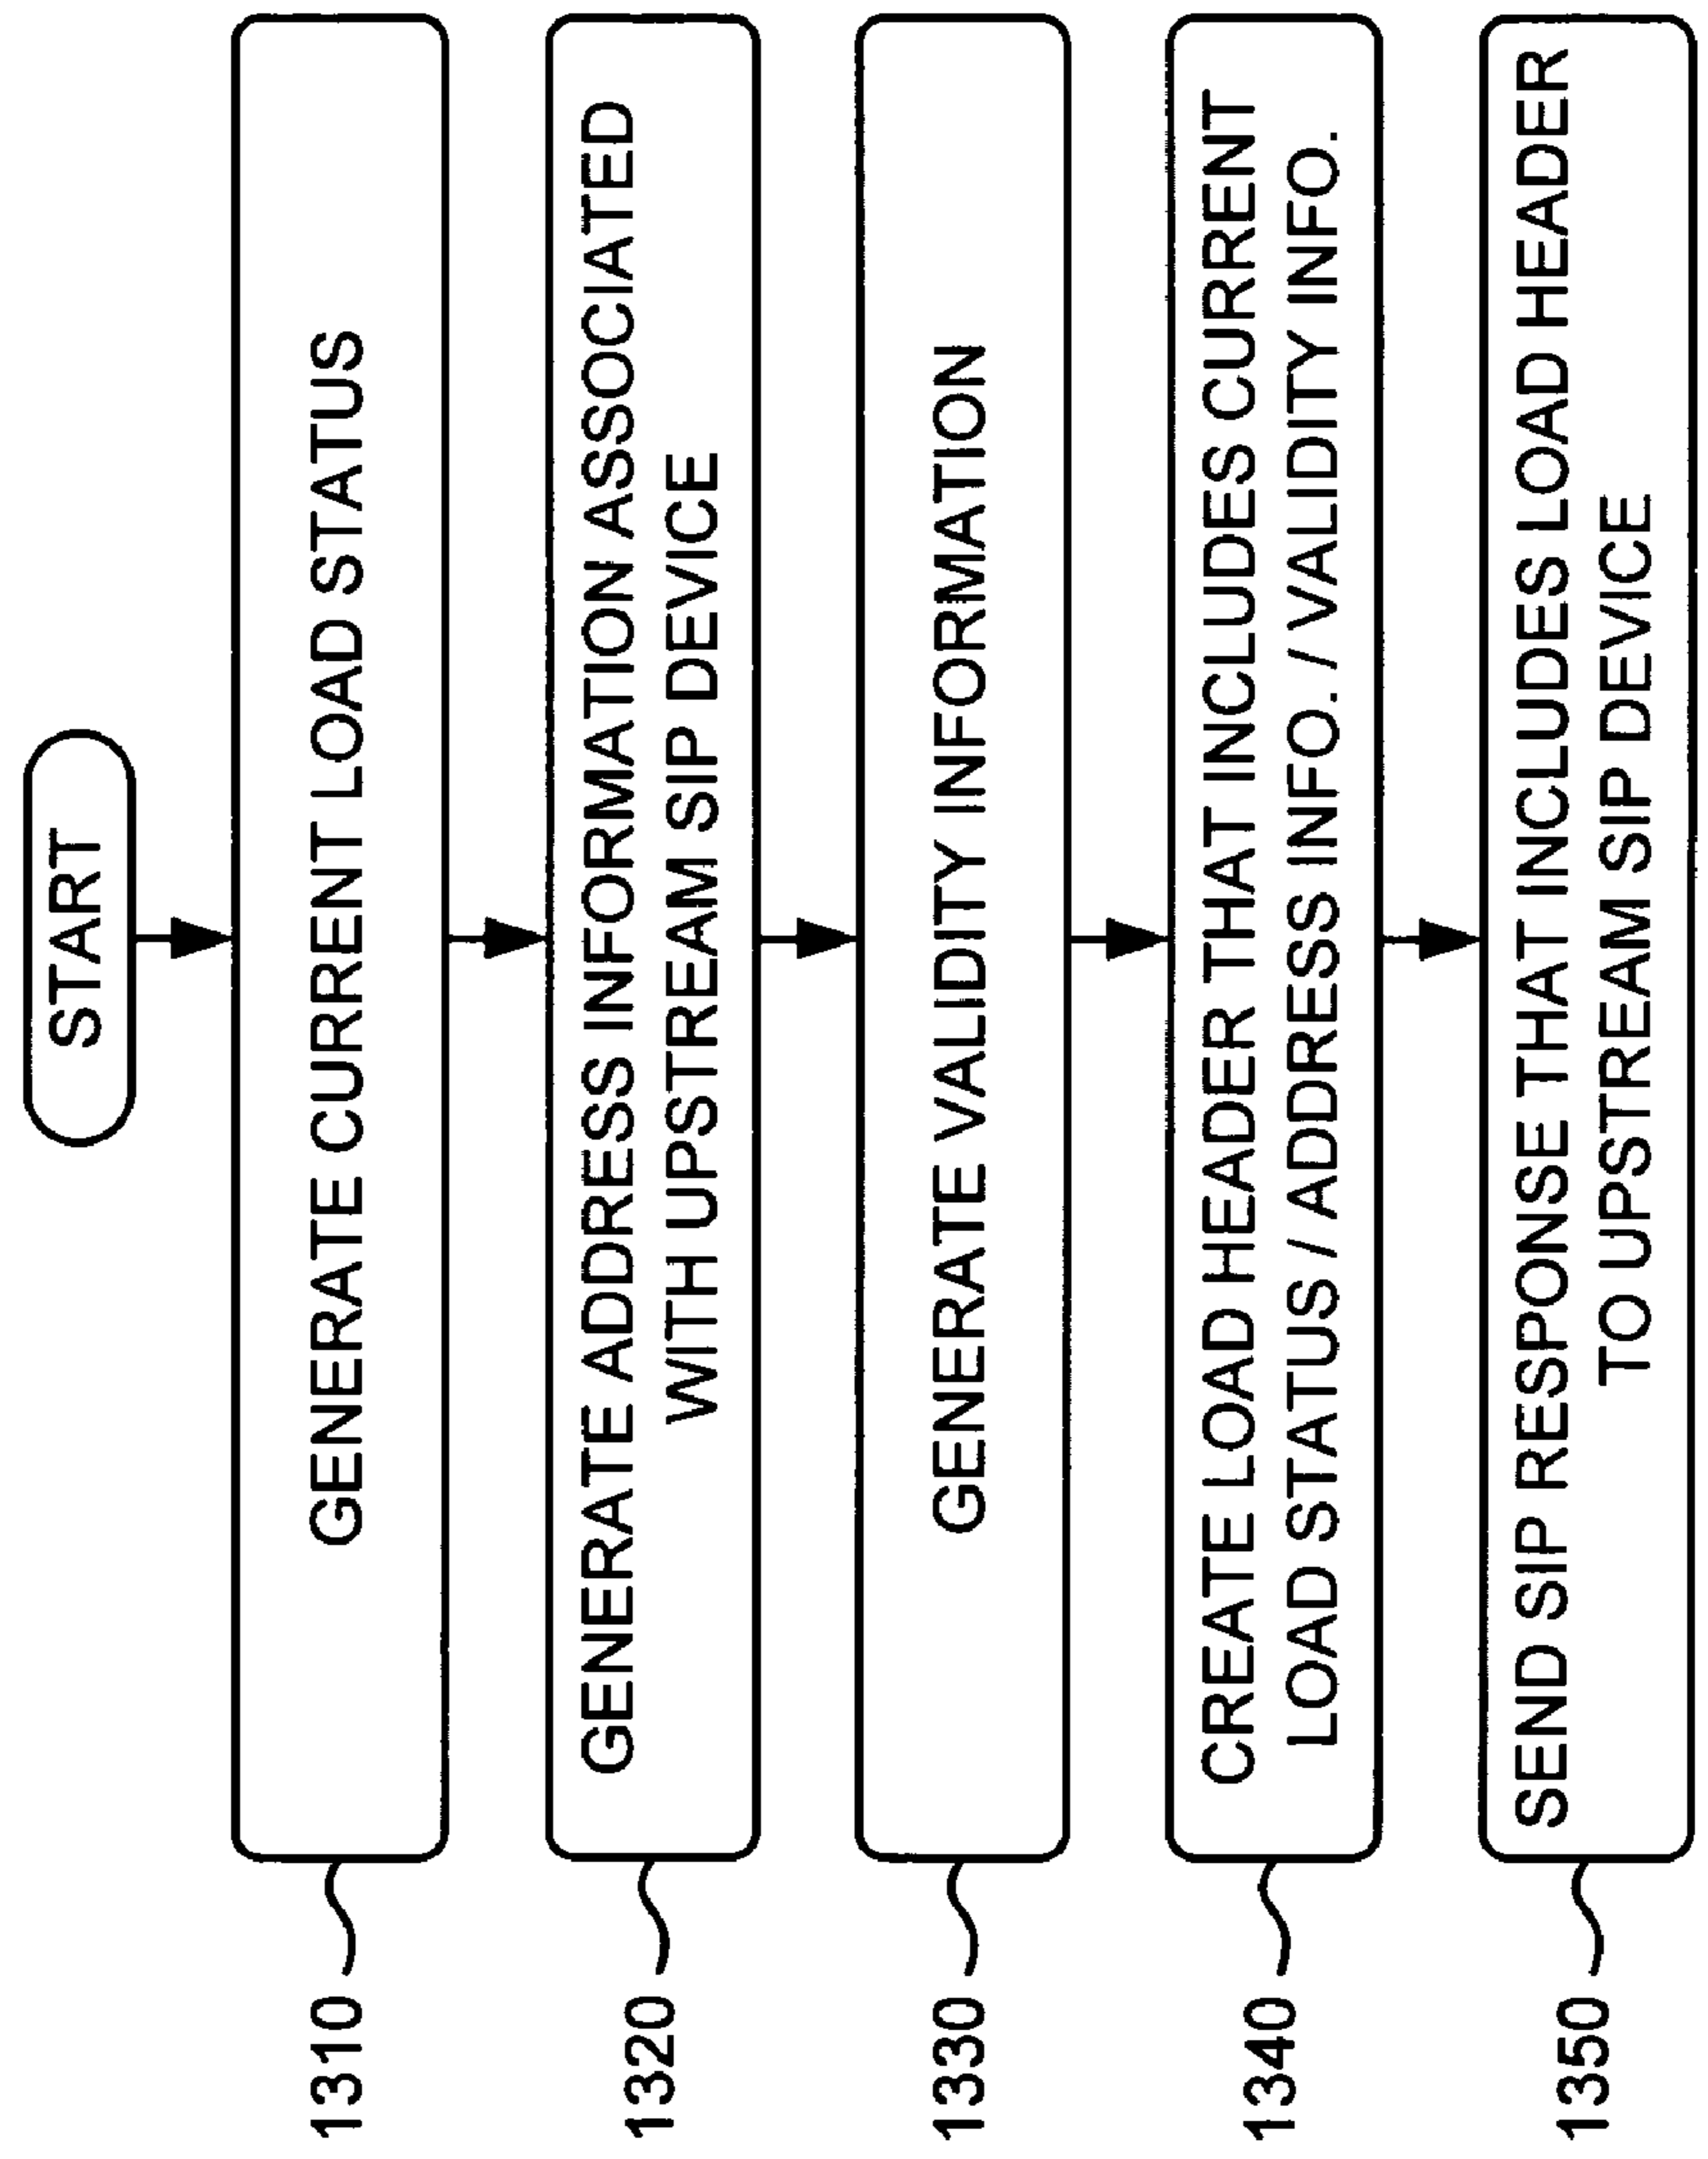 START
1310
GENERATE CURRENT LOAD STATUS
1320
GENERATE ADDRESS INFORMATION ASSOCIATED
WITH UPSTREAM SIP DEVICE
1330
GENERATE VALIDITY INFORMATION
1340
CREATE LOAD HEADER THAT INCLUDES CURRENT
LOAD STATUS / ADDRESS INFO. / VALIDITY INFO.
1350
SEND SIP RESPONSE THAT INCLUDES LOAD HEADER
TO UPSTREAM SIP DEVICE